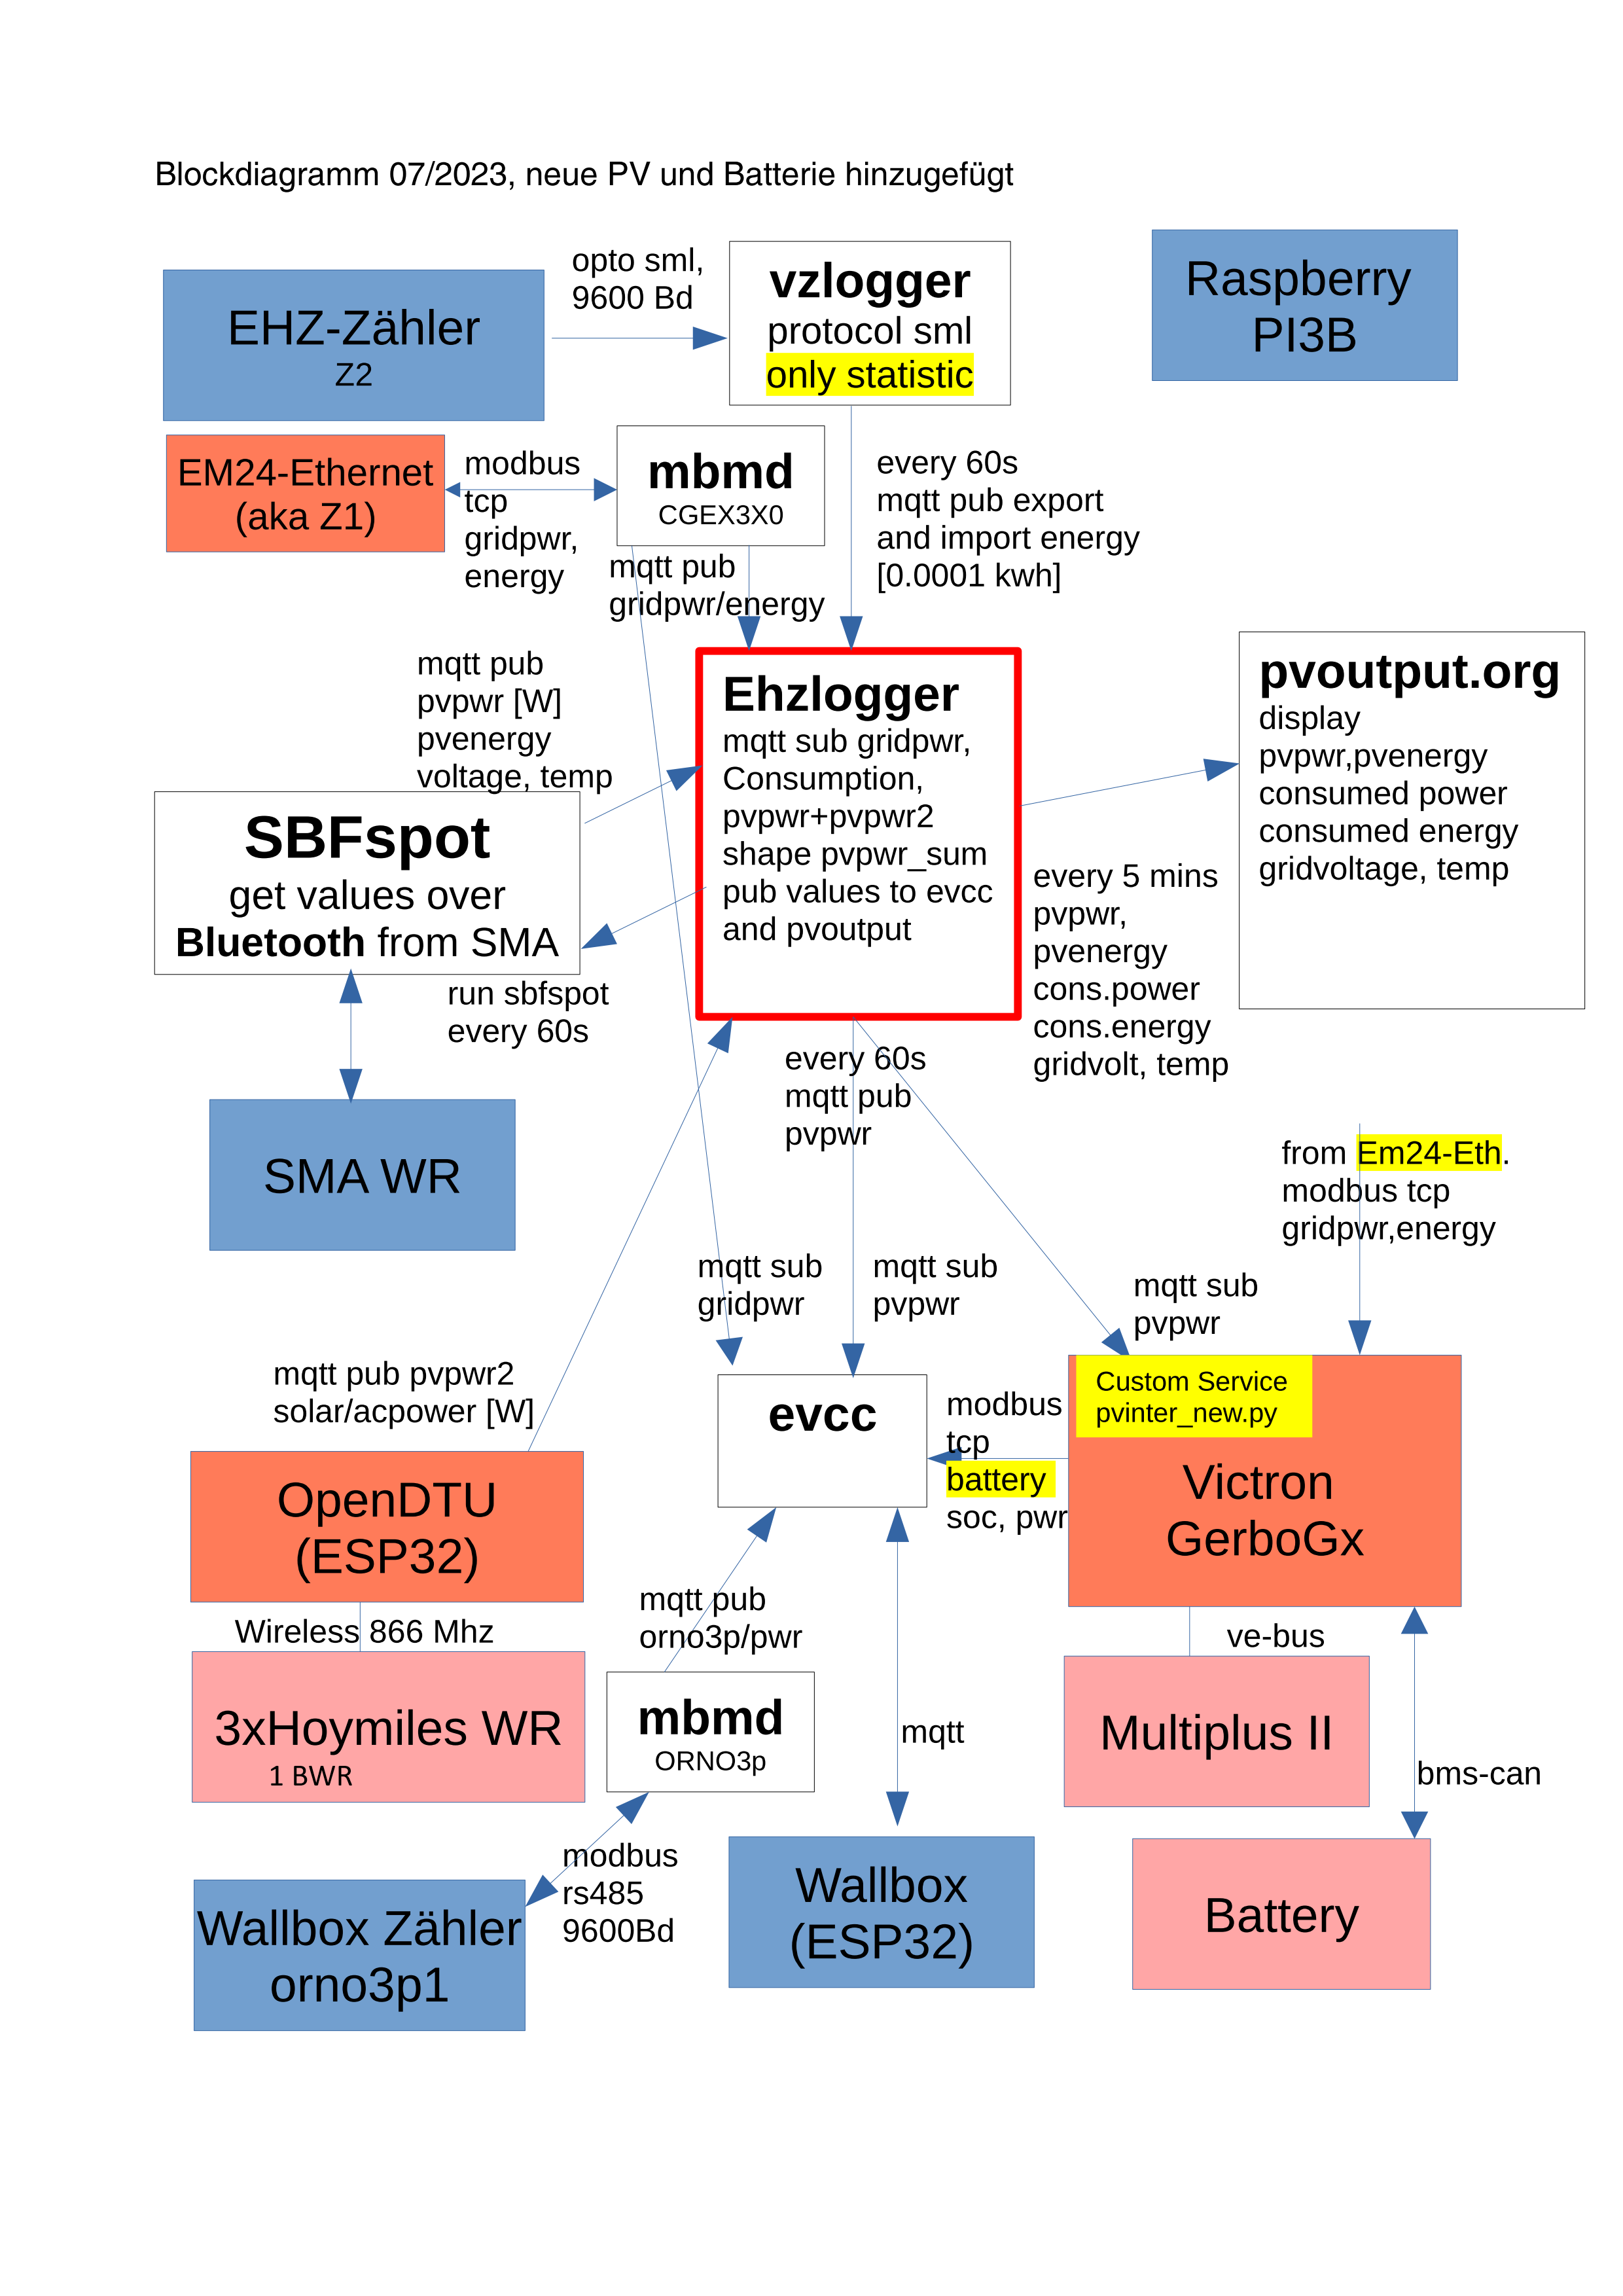 Blockdiagramm 07/2023, neue PV und Batterie hinzugefügt
EHZ-Zähler
Z2
opto sml,
9600 Bd
vzlogger
protocol sml
only statistic
Raspberry
PI3B
EM24-Ethernet
(aka Z1)
modbus
tcp
gridpwr,
energy
mbmd
CGEX3X0
mqtt pub
gridpwr/energy
every 60s
mqtt pub export
and import energy
[0.0001 kwh]
mqtt pub
pvpwr [W]
pvenergy
voltage, temp
Ehzlogger
mqtt sub gridpwr,
Consumption,
pvpwr+pvpwr2
shape pvpwr_sum
pub values to evcc
and pvoutput
pvoutput.org
display
pvpwr,pvenergy
consumed power
consumed energy
gridvoltage, temp
SBFspot
get values over
Bluetooth from SMA
run sbfspot
every 60s
every 5 mins
pvpwr,
pvenergy
cons.power
cons.energy
gridvolt, temp
SMA WR
every 60s
mqtt pub
pvpwr
from Em24-Eth.
modbus tcp
gridpwr,energy
mqtt sub
gridpwr
mqtt sub
pvpwr
mqtt sub
pvpwr
mqtt pub pvpwr2
solar/acpower [W]
evcc
modbus
tcp
battery
soc, pwr
Custom Service
pvinter_new.py
Victron
GerboGx
OpenDTU
(ESP32)
Wireless 866 Mhz
mqtt pub
orno3p/pwr
ve-bus
3xHoymiles WR
1 BWR
mbmd
ORNO3p
mqtt
Multiplus II
bms-can
modbus
rs485
9600Bd
Wallbox Zähler
orno3p1
Wallbox
(ESP32)
Battery